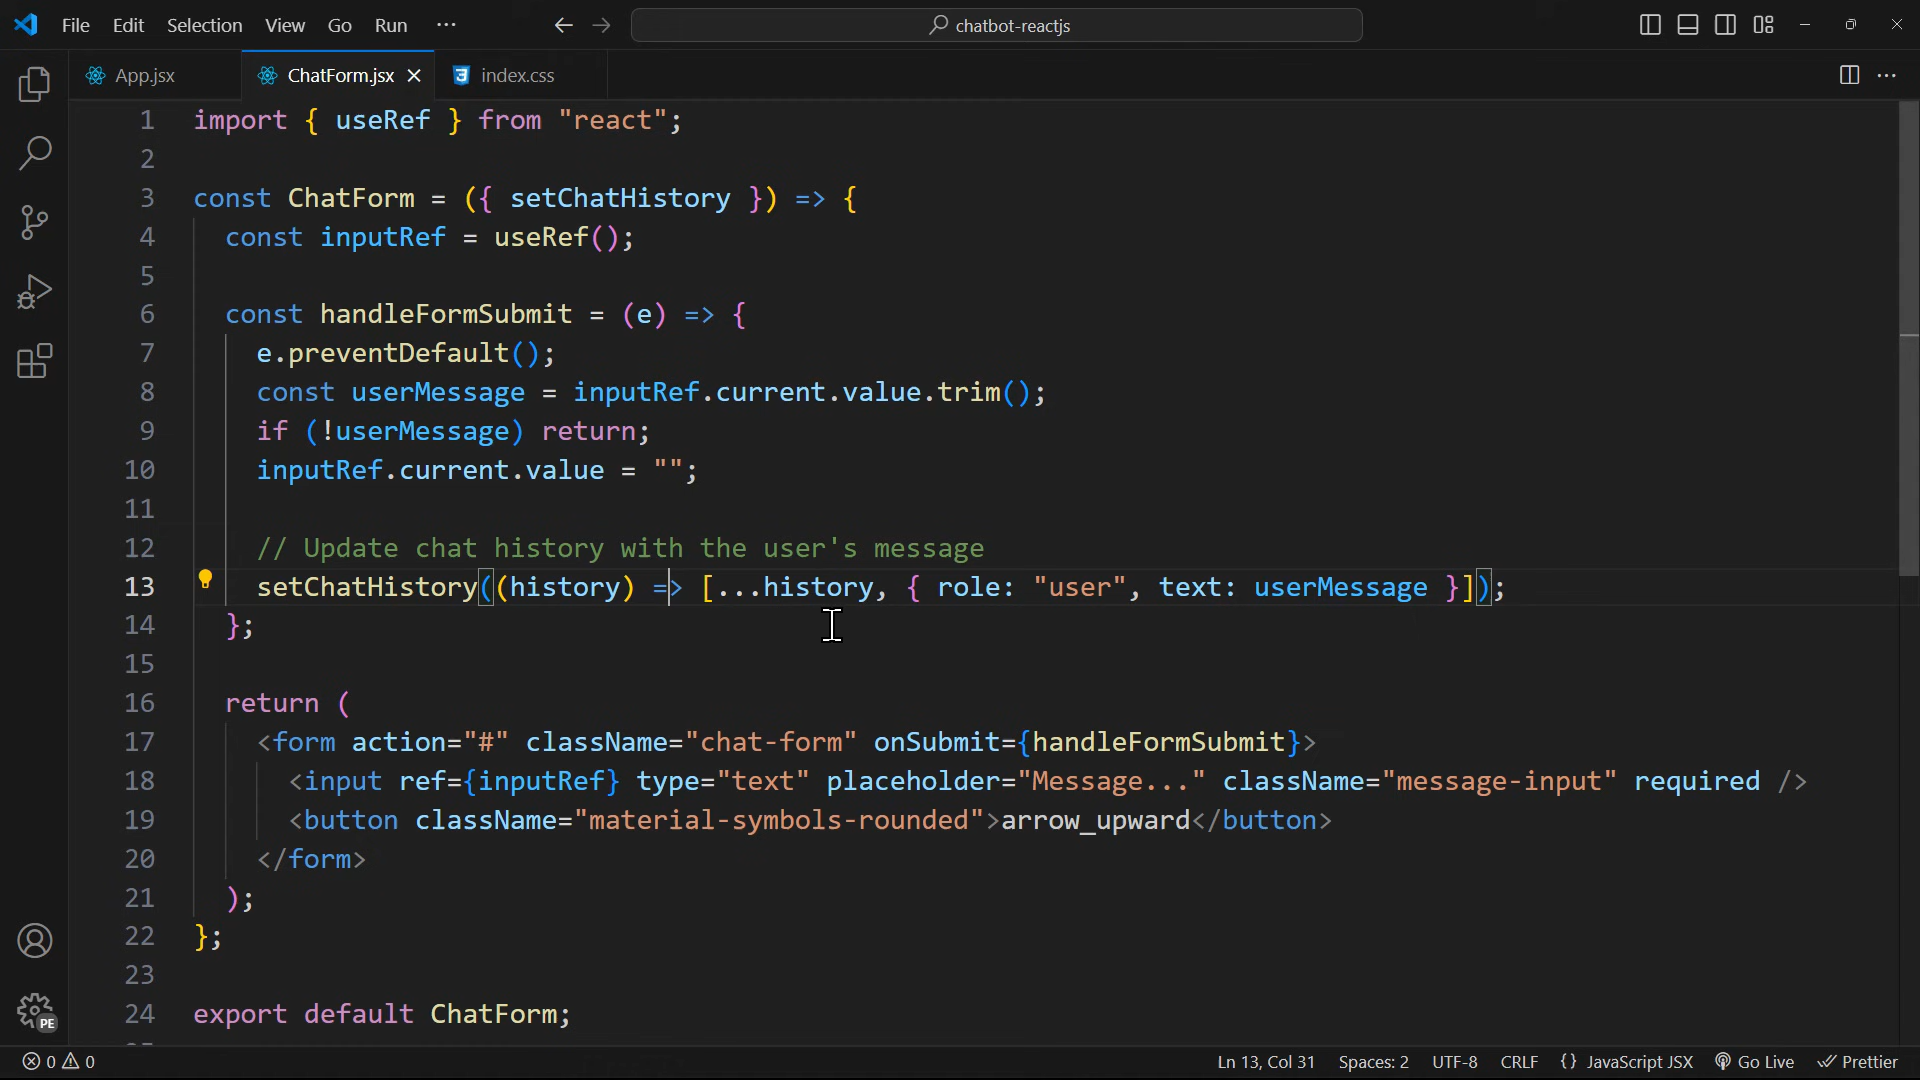 File Edit Selection View Go Run ··· chatbot-reactjs
App.jsx ChatForm.jsx index.css
1 import { useRef } from "react";
2
3 const ChatForm = ({ setChatHistory }) => {
4   const inputRef = useRef();
5
6   const handleFormSubmit = (e) => {
7     e.preventDefault();
8     const userMessage = inputRef.current.value.trim();
9     if (!userMessage) return;
10     inputRef.current.value = "";
11
12     // Update chat history with the user's message
13     setChatHistory((history) => [...history, { role: "user", text: userMessage }]);
14   };
15
16   return (
17     <form action="#" className="chat-form" onSubmit={handleFormSubmit}>
18       <input ref={inputRef} type="text" placeholder="Message..." className="message-input" required />
19       <button className="material-symbols-rounded">arrow_upward</button>
20     </form>
21   );
22 };
23
24 export default ChatForm;
PE
0 0 Ln 13, Col 31 Spaces: 2 UTF-8 CRLF {} JavaScript JSX Go Live Prettier